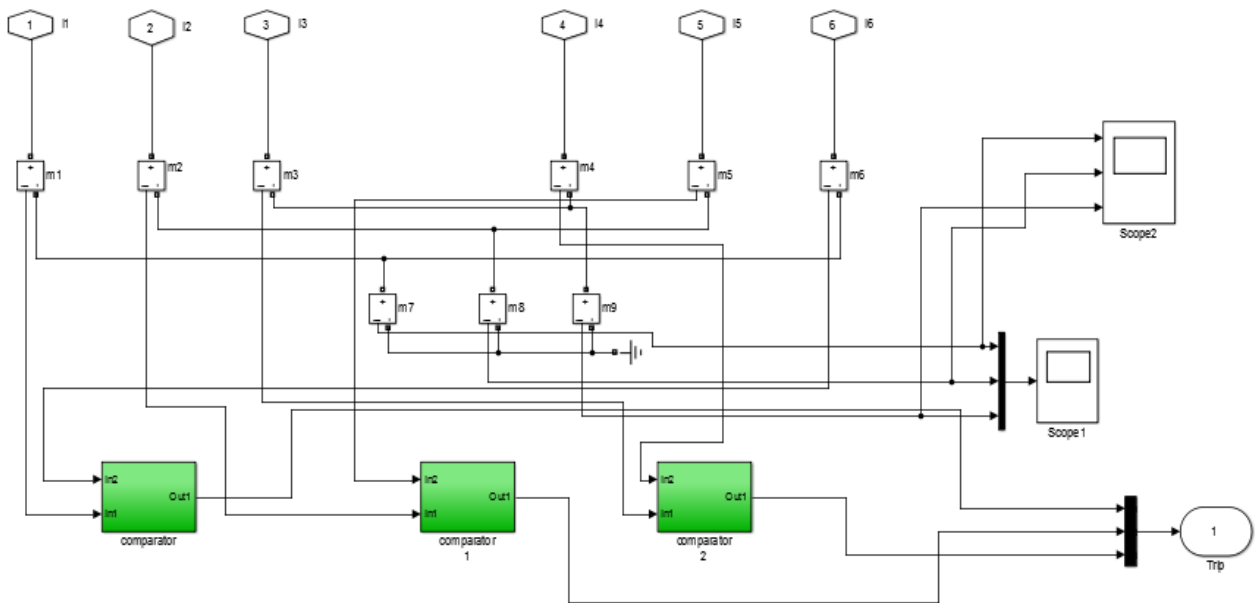 1 I1
2 I2
3 I3
4 I4
5 I5
6 I6
m1
m2
m3
m4
m5
m6
Scope2
m7
m8
m9
Scope1
In2
In1
Out1
comparator
In2
In1
Out1
comparator
1
In2
In1
Out1
comparator
2
1
Trip